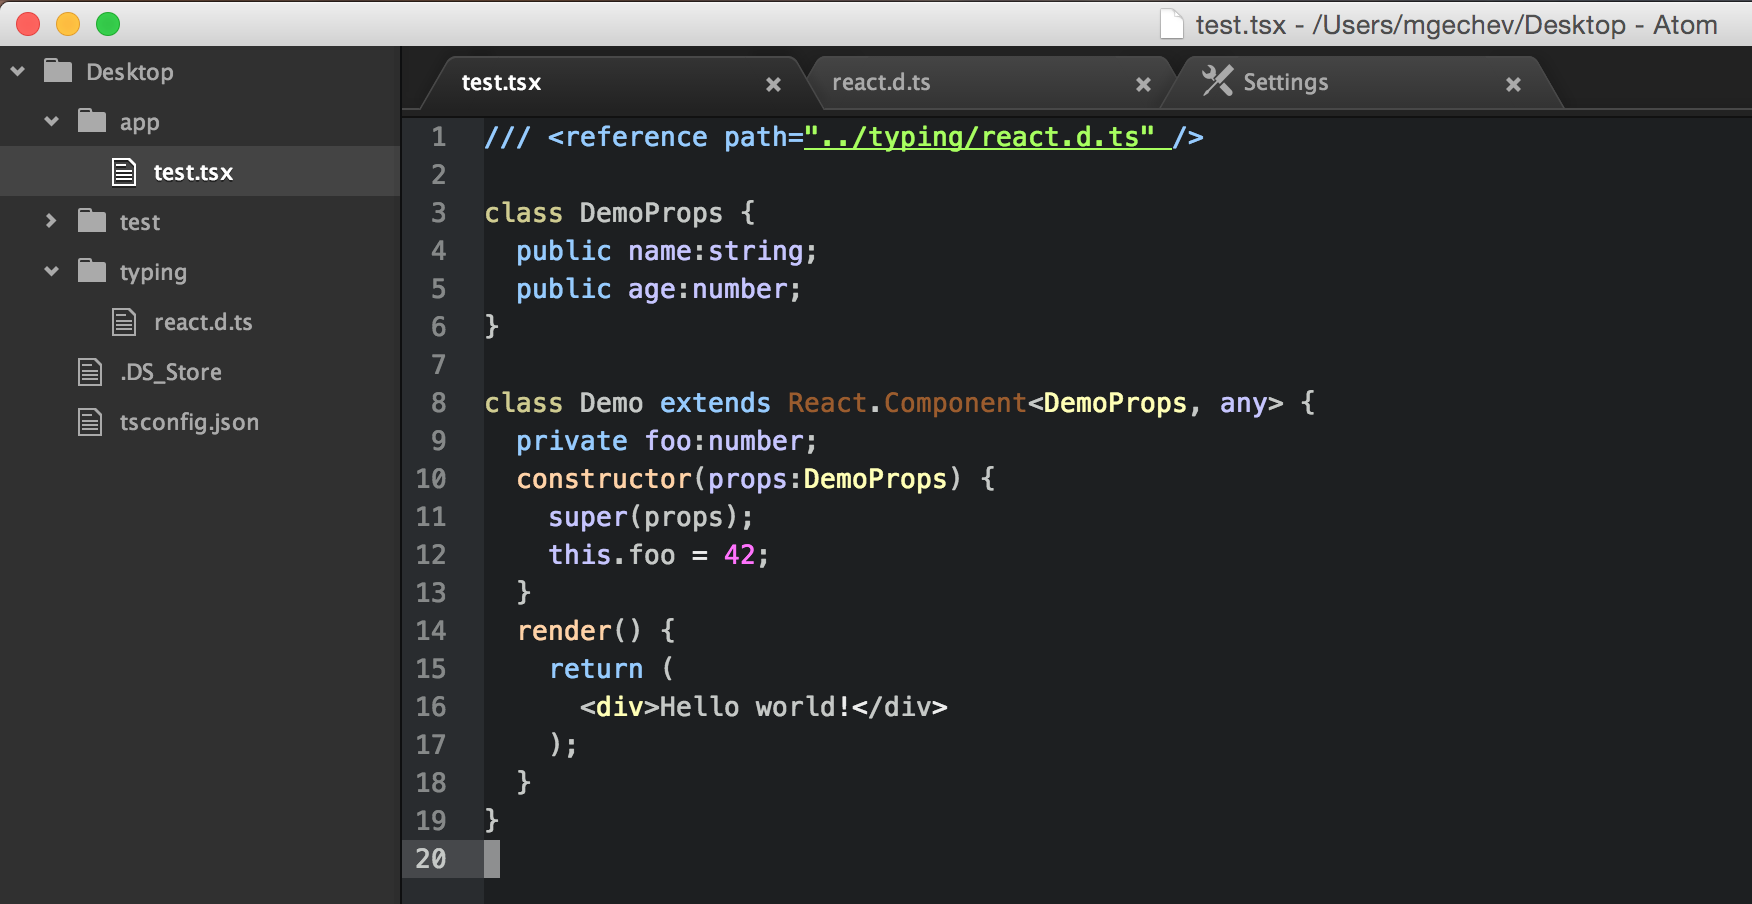 test.tsx - /Users/mgechev/Desktop - Atom
Desktop
app
test.tsx
test
typing
react.d.ts
.DS_Store
tsconfig.json
test.tsx react.d.ts Settings
1 /// <reference path="../typing/react.d.ts" />
2
3 class DemoProps {
4   public name:string;
5   public age:number;
6 }
7
8 class Demo extends React.Component<DemoProps, any> {
9   private foo:number;
10   constructor(props:DemoProps) {
11     super(props);
12     this.foo = 42;
13   }
14   render() {
15     return (
16       <div>Hello world!</div>
17     );
18   }
19 }
20